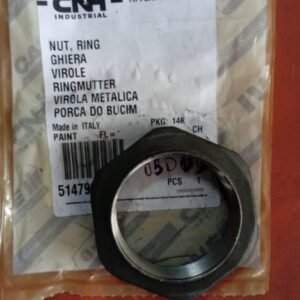 CNH
INDUSTRIAL
NUT, RING
GHIERA
VIROLE
RINGMUTTER
VIROLA METALICA
PORCA DO BUCIM
Made in ITALY
PKG: 14K
PAINT FL=
CH
51479
PCS 1